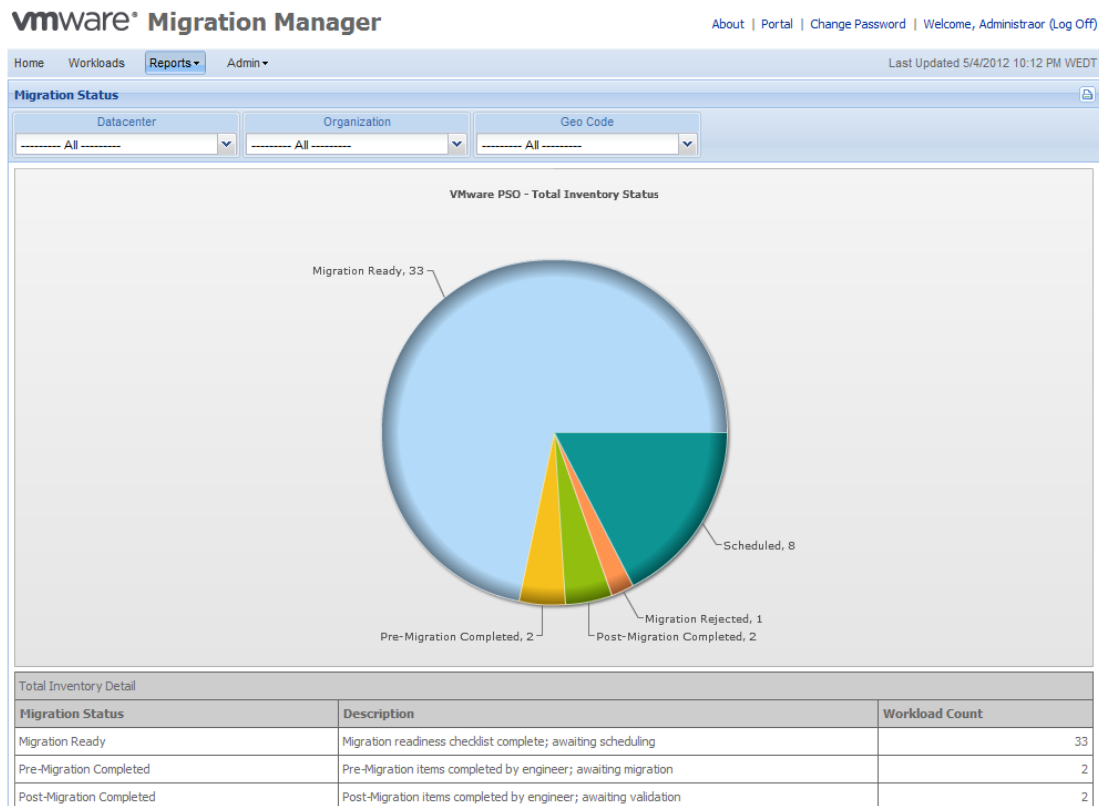 vmware® Migration Manager
About | Portal | Change Password | Welcome, Administraor (Log Off)
Home Workloads Reports Admin Last Updated 5/4/2012 10:12 PM WEDT
Migration Status
Datacenter Organization Geo Code
--------- All --------- --------- All --------- --------- All ---------
VMware PSO - Total Inventory Status
Migration Ready, 33
Scheduled, 8
Migration Rejected, 1
Pre-Migration Completed, 2
Post-Migration Completed, 2
Total Inventory Detail
Migration Status Description Workload Count
Migration Ready Migration readiness checklist complete; awaiting scheduling 33
Pre-Migration Completed Pre-Migration items completed by engineer; awaiting migration 2
Post-Migration Completed Post-Migration items completed by engineer; awaiting validation 2